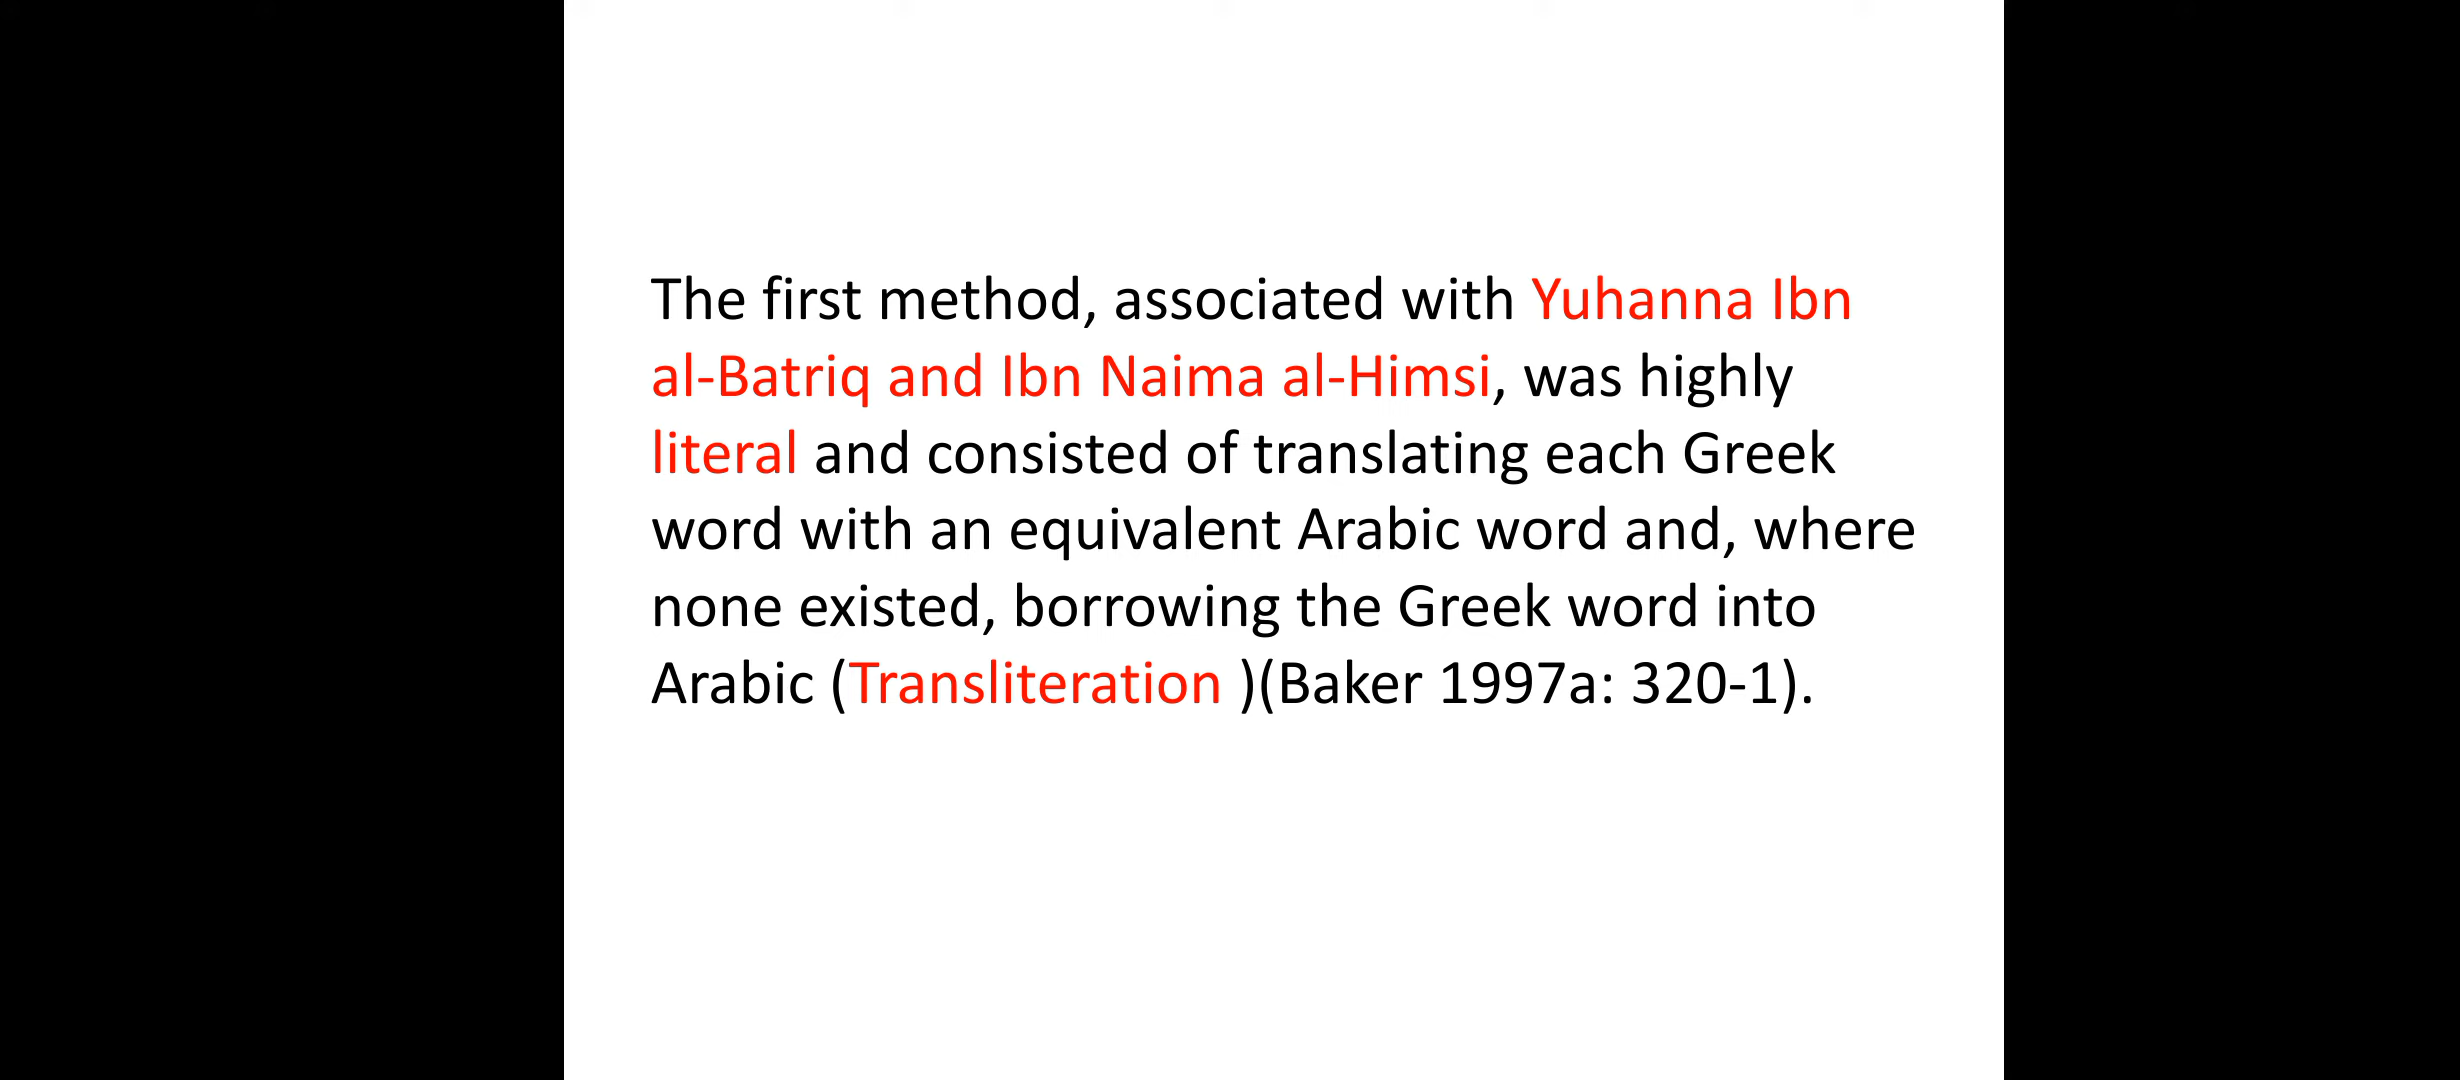 The first method, associated with Yuhanna Ibn
al-Batriq and Ibn Naima al-Himsi, was highly
literal and consisted of translating each Greek
word with an equivalent Arabic word and, where
none existed, borrowing the Greek word into
Arabic (Transliteration )(Baker 1997a: 320-1).